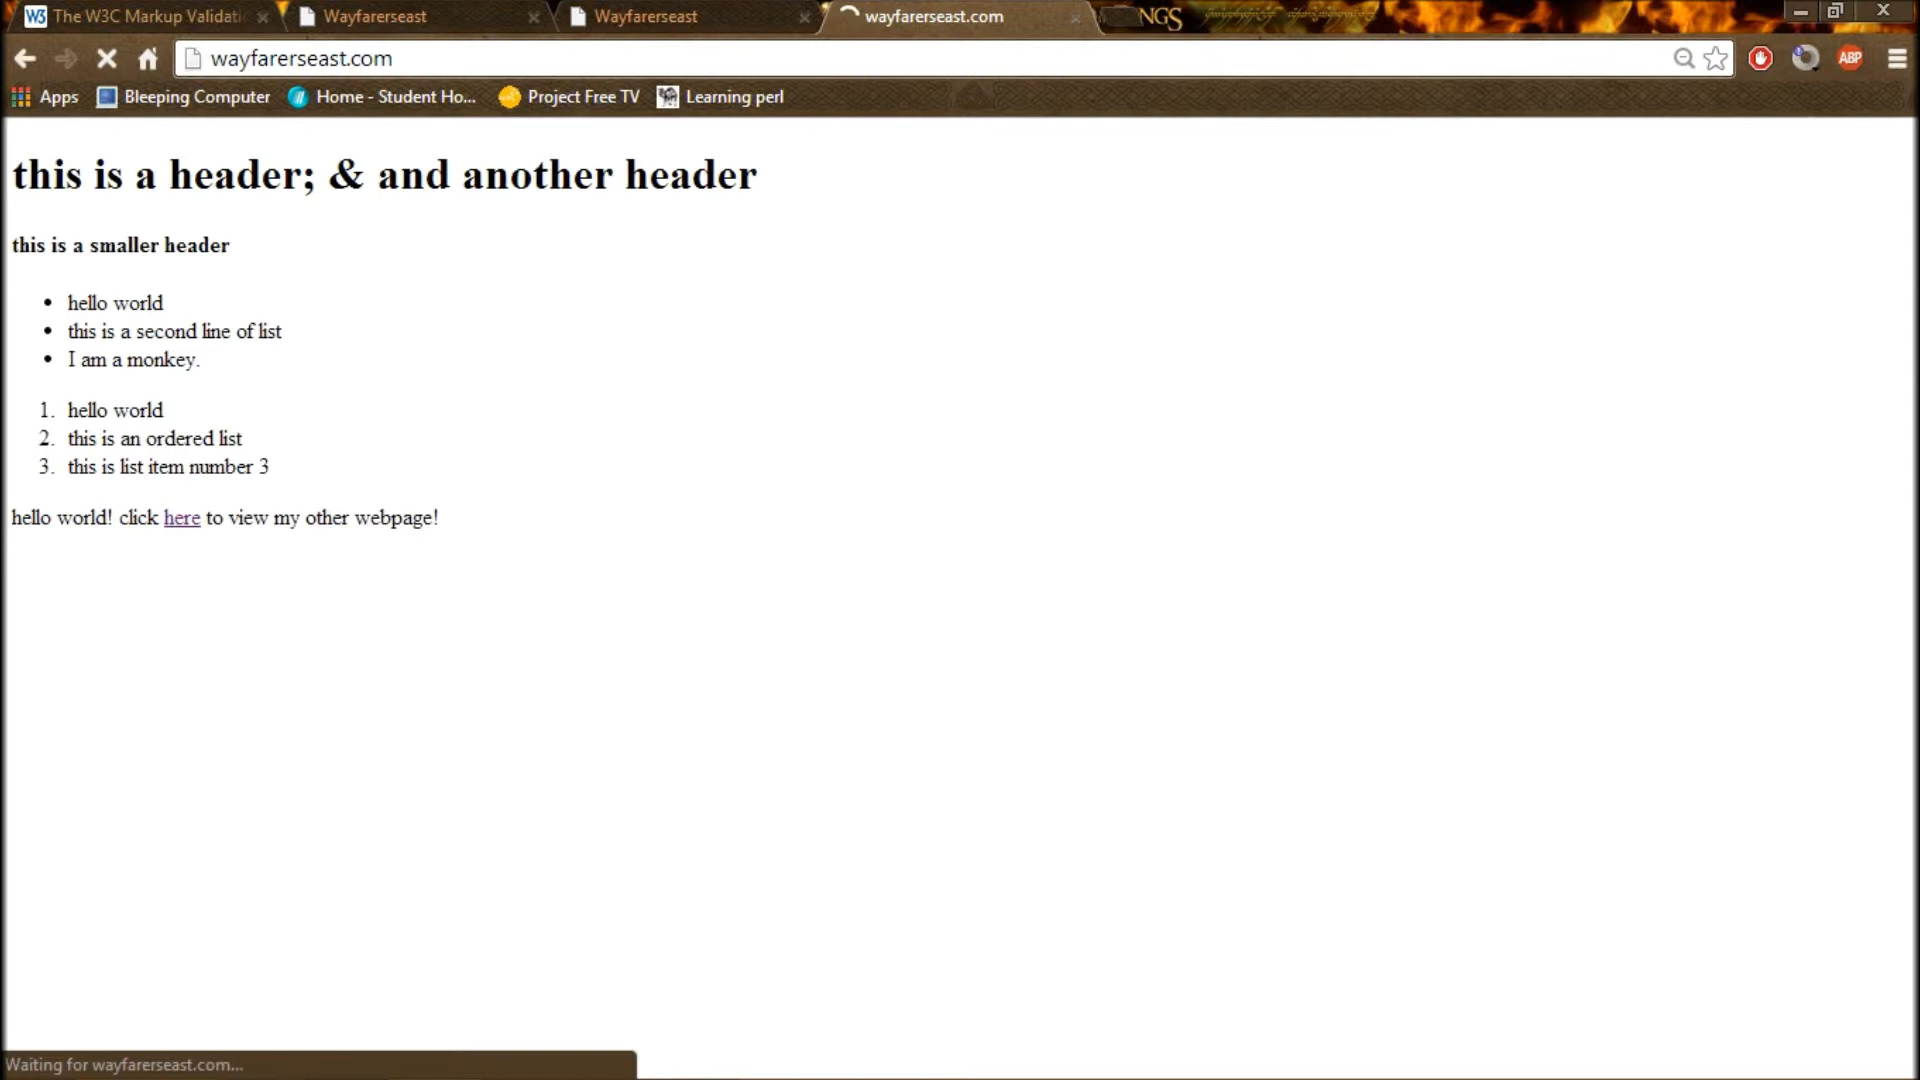 The W3C Markup Validati
Wayfarerseast
Wayfarerseast
wayfarerseast.com
NGS
wayfarerseast.com
ABP
Apps
Bleeping Computer
Home - Student Ho...
Project Free TV
Learning perl
this is a header; & and another header
this is a smaller header
• hello world
• this is a second line of list
• I am a monkey.
1. hello world
2. this is an ordered list
3. this is list item number 3
hello world! click here to view my other webpage!
Waiting for wayfarerseast.com...